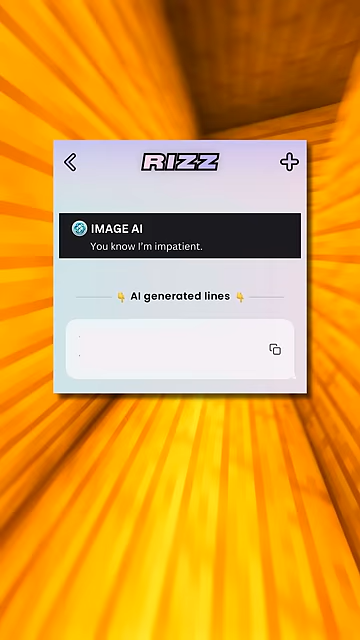 RIZZ
IMAGE AI
You know I'm impatient.
👇 AI generated lines 👇